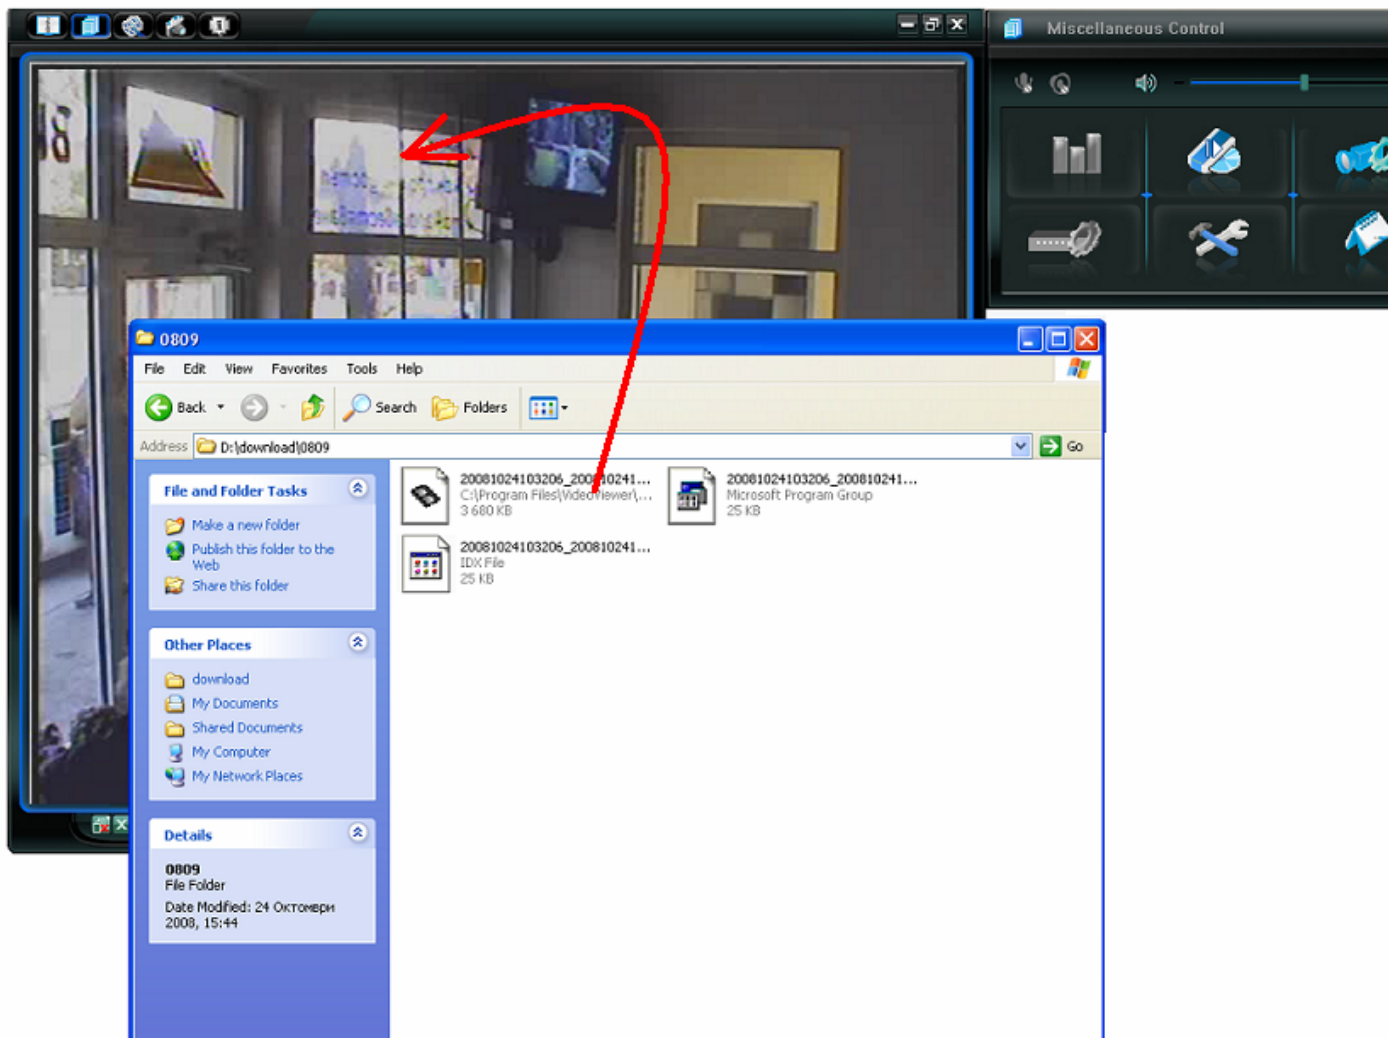 Miscellaneous Control
0809
File Edit View Favorites Tools Help
Back Search Folders
Address D:\download\0809 Go
File and Folder Tasks
Make a new folder
Publish this folder to the
Web
Share this folder
Other Places
download
My Documents
Shared Documents
My Computer
My Network Places
Details
0809
File Folder
Date Modified: 24 Октомври
2008, 15:44
20081024103206_200810241...
C:\Program Files\VideoViewer\...
3 680 KB
20081024103206_200810241...
Microsoft Program Group
25 KB
20081024103206_200810241...
IDX File
25 KB